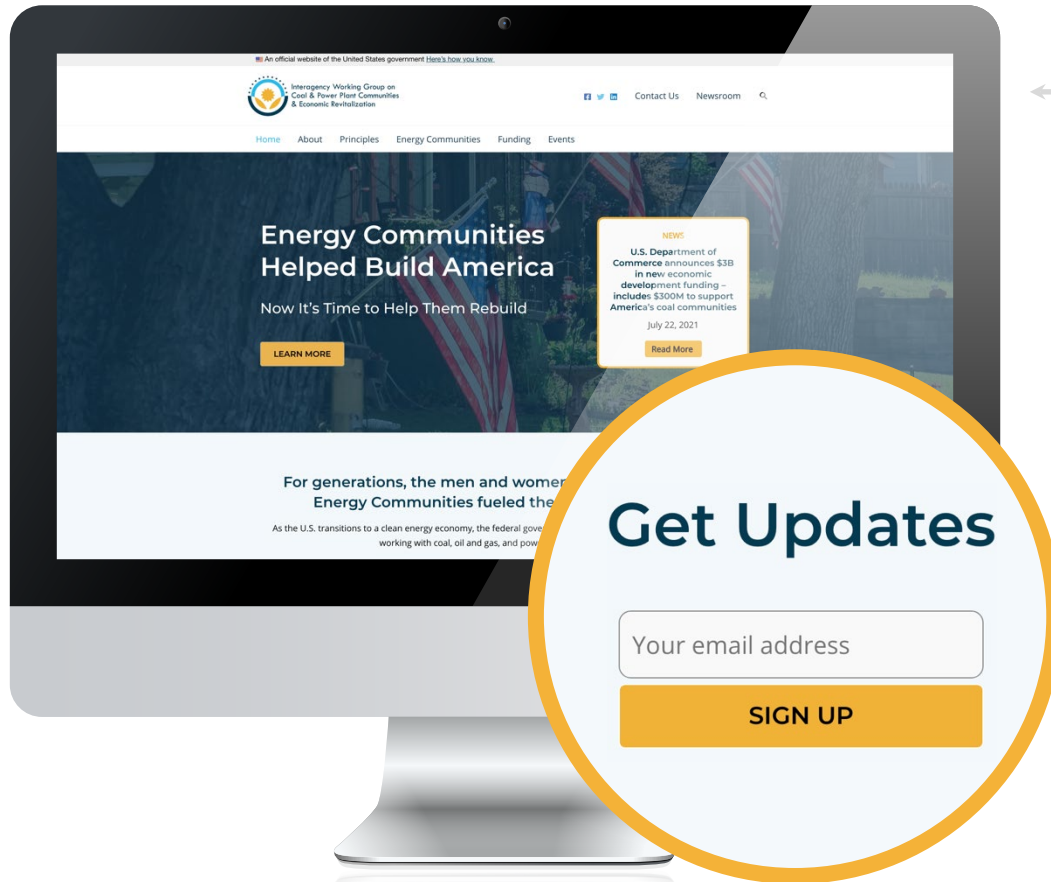 An official website of the United States government Here's how you know.
Interagency Working Group on
Coal & Power Plant Communities
& Economic Revitalization
Contact Us Newsroom
Home About Principles Energy Communities Funding Events
Energy Communities
Helped Build America
Now It's Time to Help Them Rebuild
LEARN MORE
NEWS
U.S. Department of
Commerce announces $3B
in new economic
development funding –
includes $300M to support
America's coal communities
July 22, 2021
Read More
For generations, the men and women
Energy Communities fueled the
As the U.S. transitions to a clean energy economy, the federal gove
working with coal, oil and gas, and pow
Get Updates
Your email address
SIGN UP